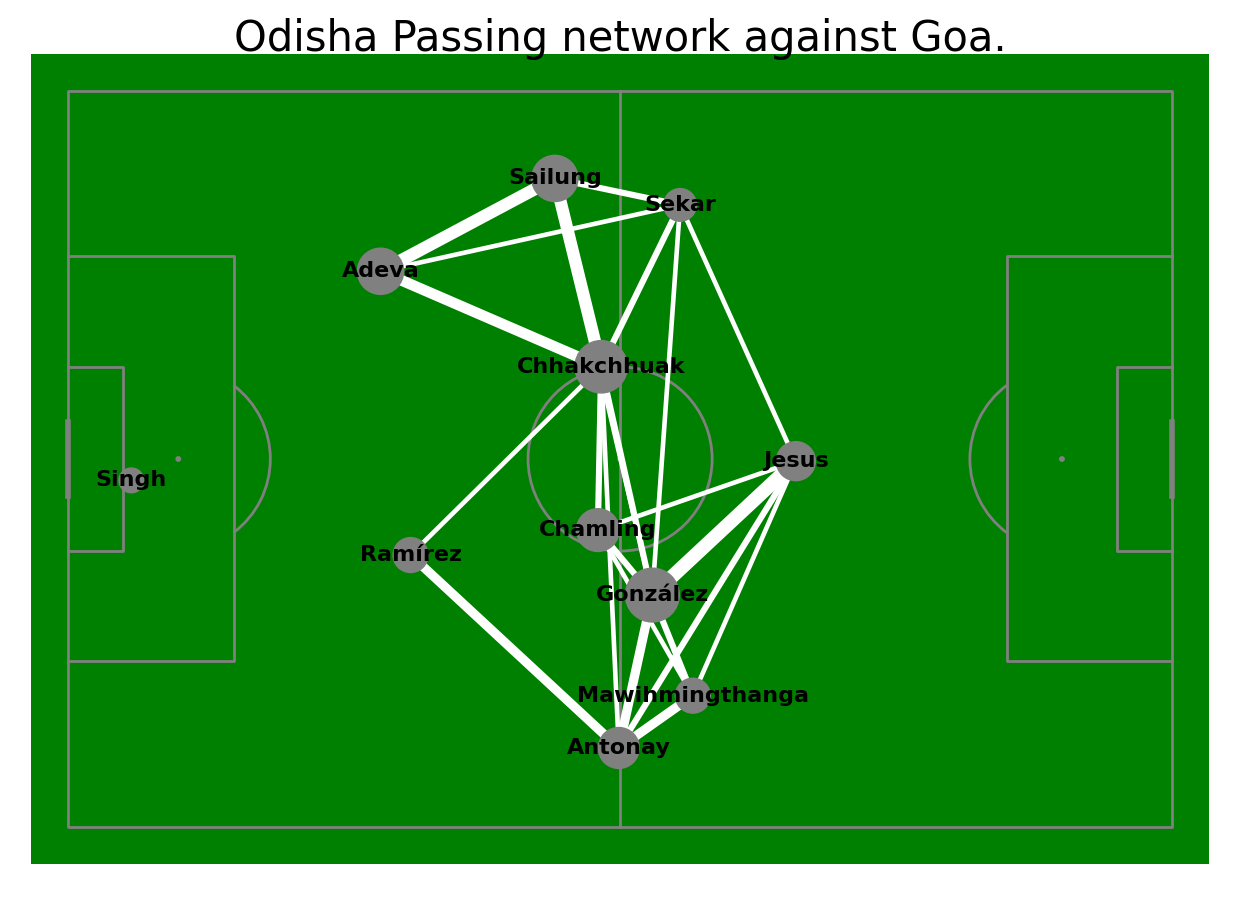 Odisha Passing network against Goa.
Sailung
Sekar
Adeva
Chhakchhuak
Jesus
Singh
Chamling
Ramírez
González
Mawihmingthanga
Antonay